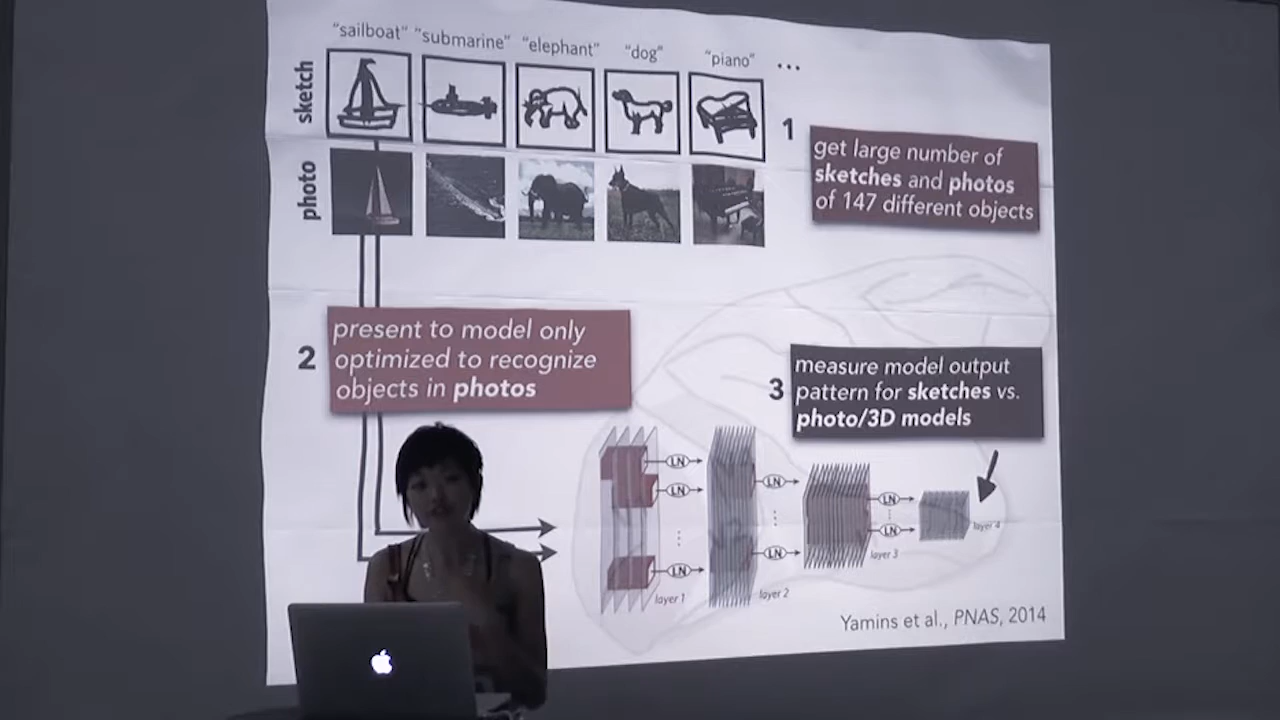 "sailboat" "submarine" "elephant" "dog" "piano" ...
sketch
photo
1
get large number of
sketches and photos
of 147 different objects
2
present to model only
optimized to recognize
objects in photos
3
measure model output
pattern for sketches vs.
photo/3D models
LN
LN
LN
LN
LN
LN
LN
layer 1
layer 2
layer 3
layer 4
Yamins et al., PNAS, 2014